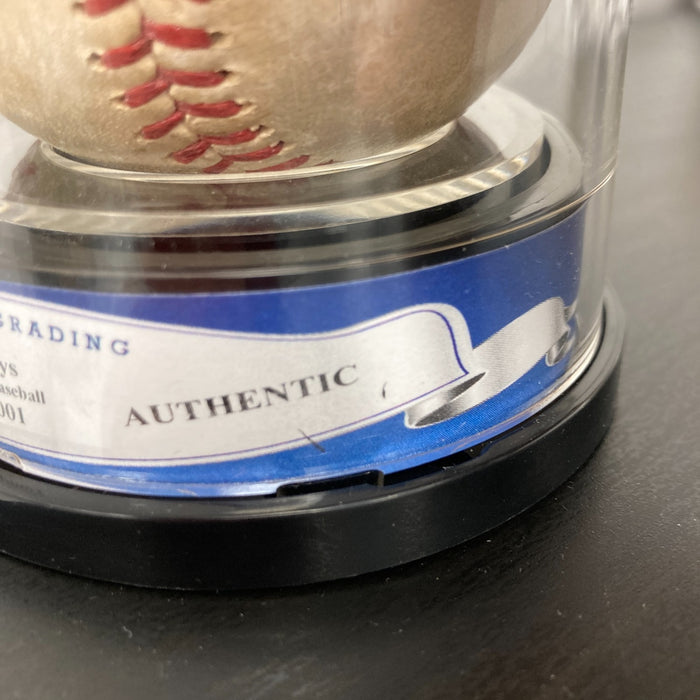 GRADING
ys
aseball
001
AUTHENTIC